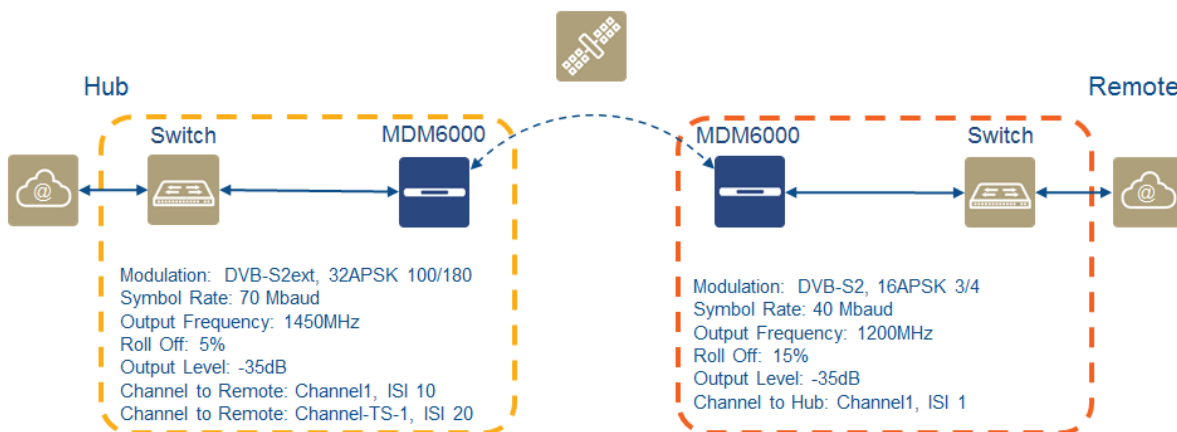 Hub
Remote
Switch
MDM6000
MDM6000
Switch
@
@
Modulation: DVB-S2ext, 32APSK 100/180
Symbol Rate: 70 Mbaud
Output Frequency: 1450MHz
Roll Off: 5%
Output Level: -35dB
Channel to Remote: Channel1, ISI 10
Channel to Remote: Channel-TS-1, ISI 20
Modulation: DVB-S2, 16APSK 3/4
Symbol Rate: 40 Mbaud
Output Frequency: 1200MHz
Roll Off: 15%
Output Level: -35dB
Channel to Hub: Channel1, ISI 1